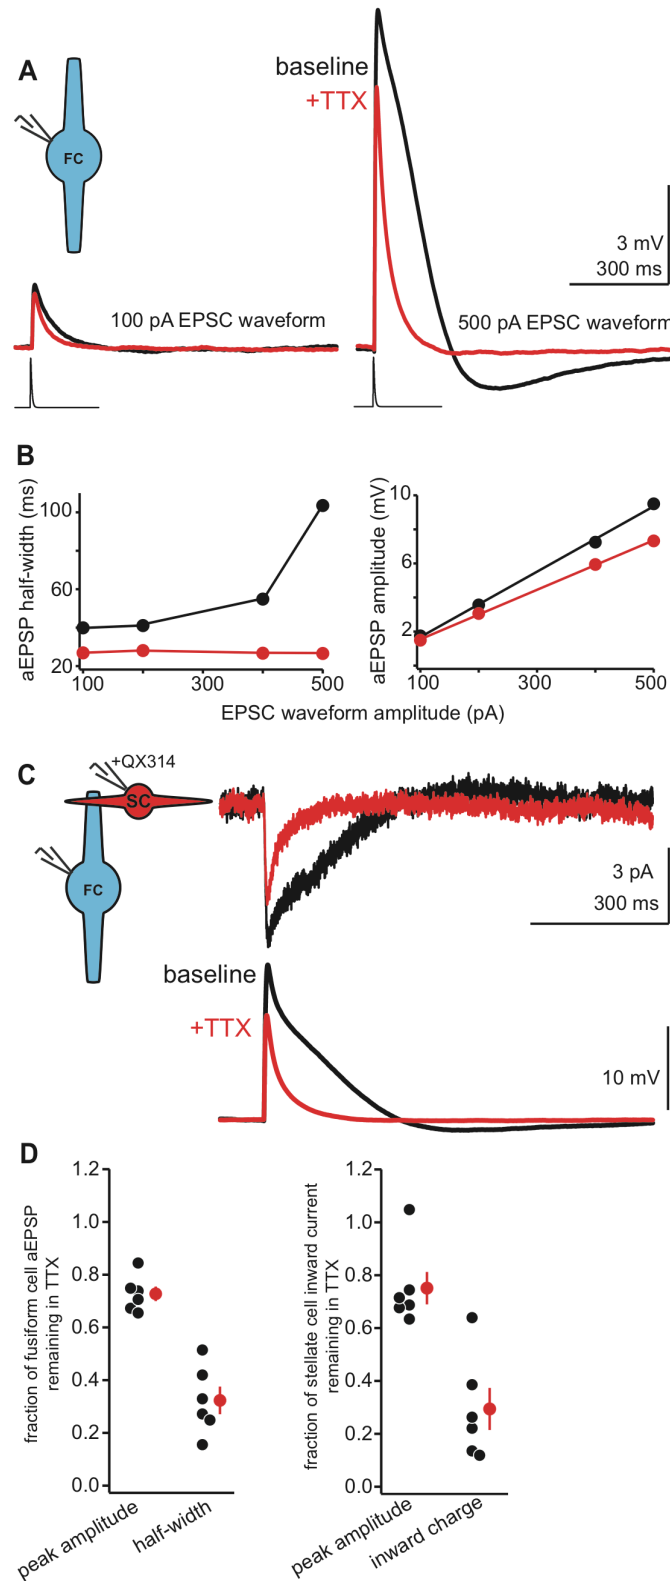 A
FC
baseline
+TTX
3 mV
300 ms
100 pA EPSC waveform
500 pA EPSC waveform
B
aEPSP half-width (ms)
100
60
20
100
300
500
aEPSP amplitude (mV)
10
6
2
100
300
500
EPSC waveform amplitude (pA)
C
+QX314
SC
FC
3 pA
300 ms
baseline
+TTX
10 mV
D
fraction of fusiform cell aEPSP
remaining in TTX
1.2
1.0
0.8
0.6
0.4
0.2
0.0
peak amplitude
half-width
fraction of stellate cell inward current
remaining in TTX
1.2
1.0
0.8
0.6
0.4
0.2
0.0
peak amplitude
inward charge